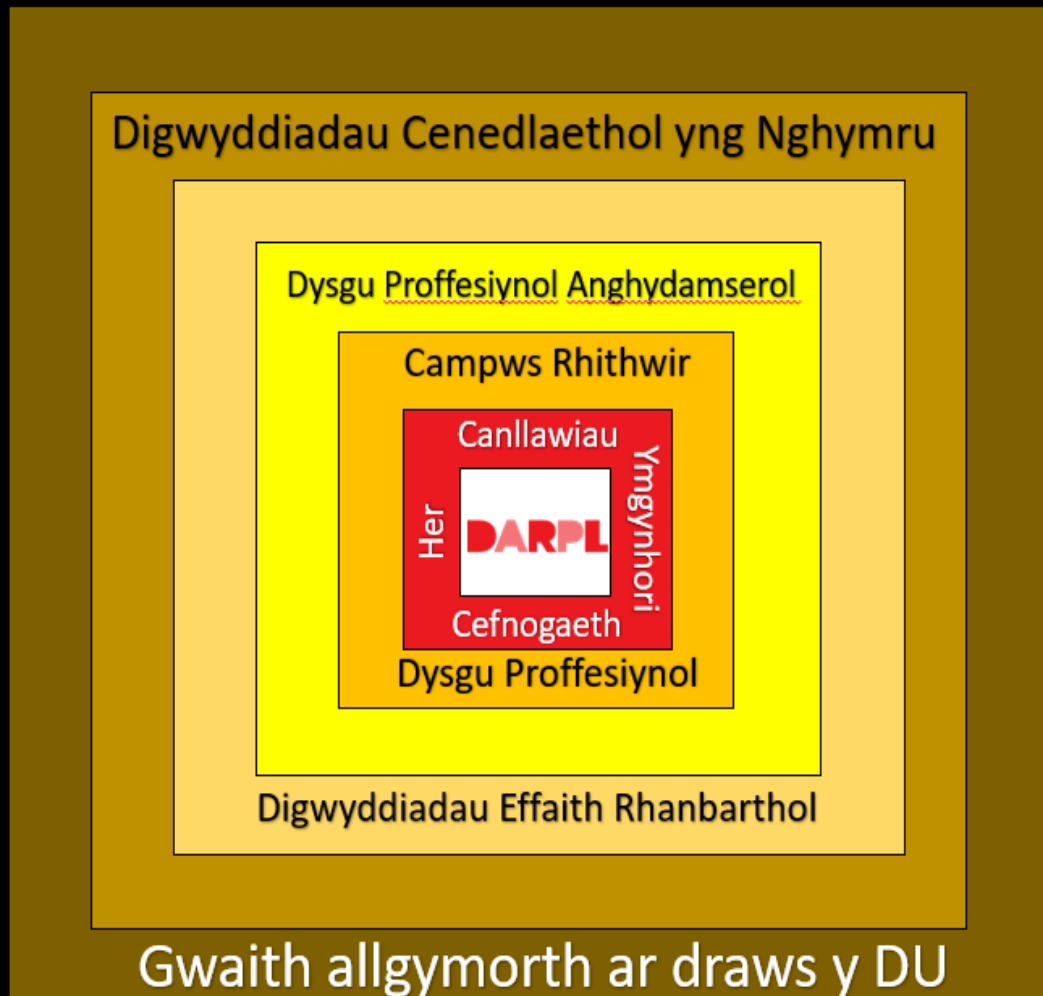 Digwyddiadau Cenedlaethol yng Nghymru
Dysgu Proffesiynol Anghydamserol
Campws Rhithwir
Canllawiau
Her
DARPL
Ymgynhori
Cefnogaeth
Dysgu Proffesiynol
Digwyddiadau Effaith Rhanbarthol
Gwaith allgymorth ar draws y DU